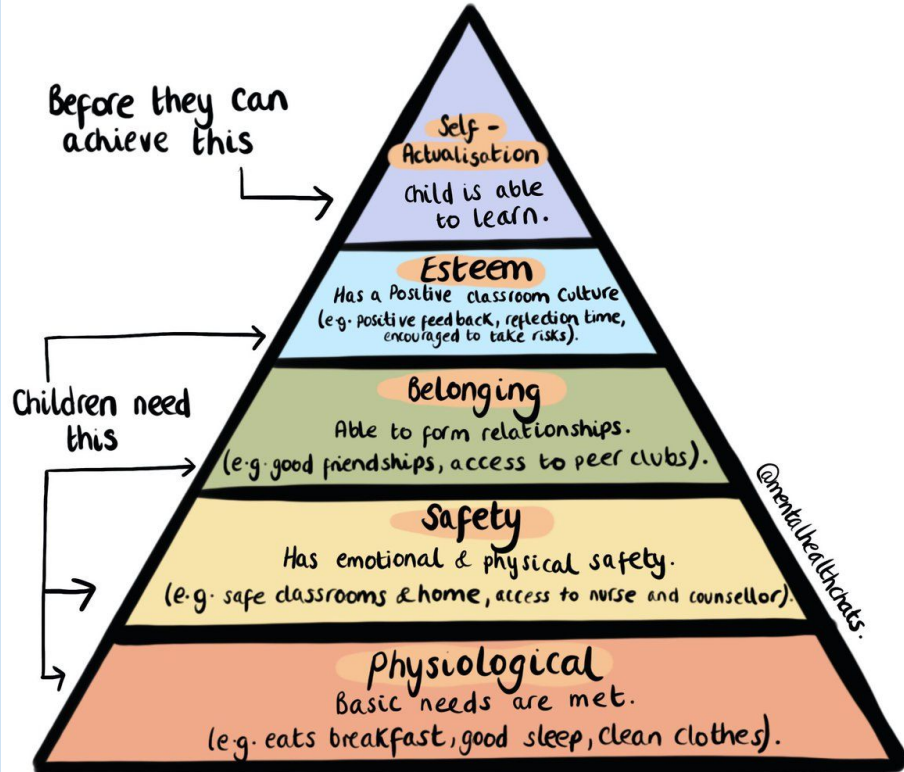 Before they can
achieve this
Self -
Actualisation
Child is able
to learn.
Esteem
Has a Positive classroom Culture
(e.g. positive feedback, reflection time,
encouraged to take risks).
Children need
this
Belonging
Able to form relationships.
(e.g. good friendships, access to peer clubs).
Safety
Has emotional & physical safety.
(e.g. safe classrooms & home, access to nurse and counsellor).
@mentalhealthchats.
Physiological
Basic needs are met.
(e.g. eats breakfast, good sleep, clean clothes).